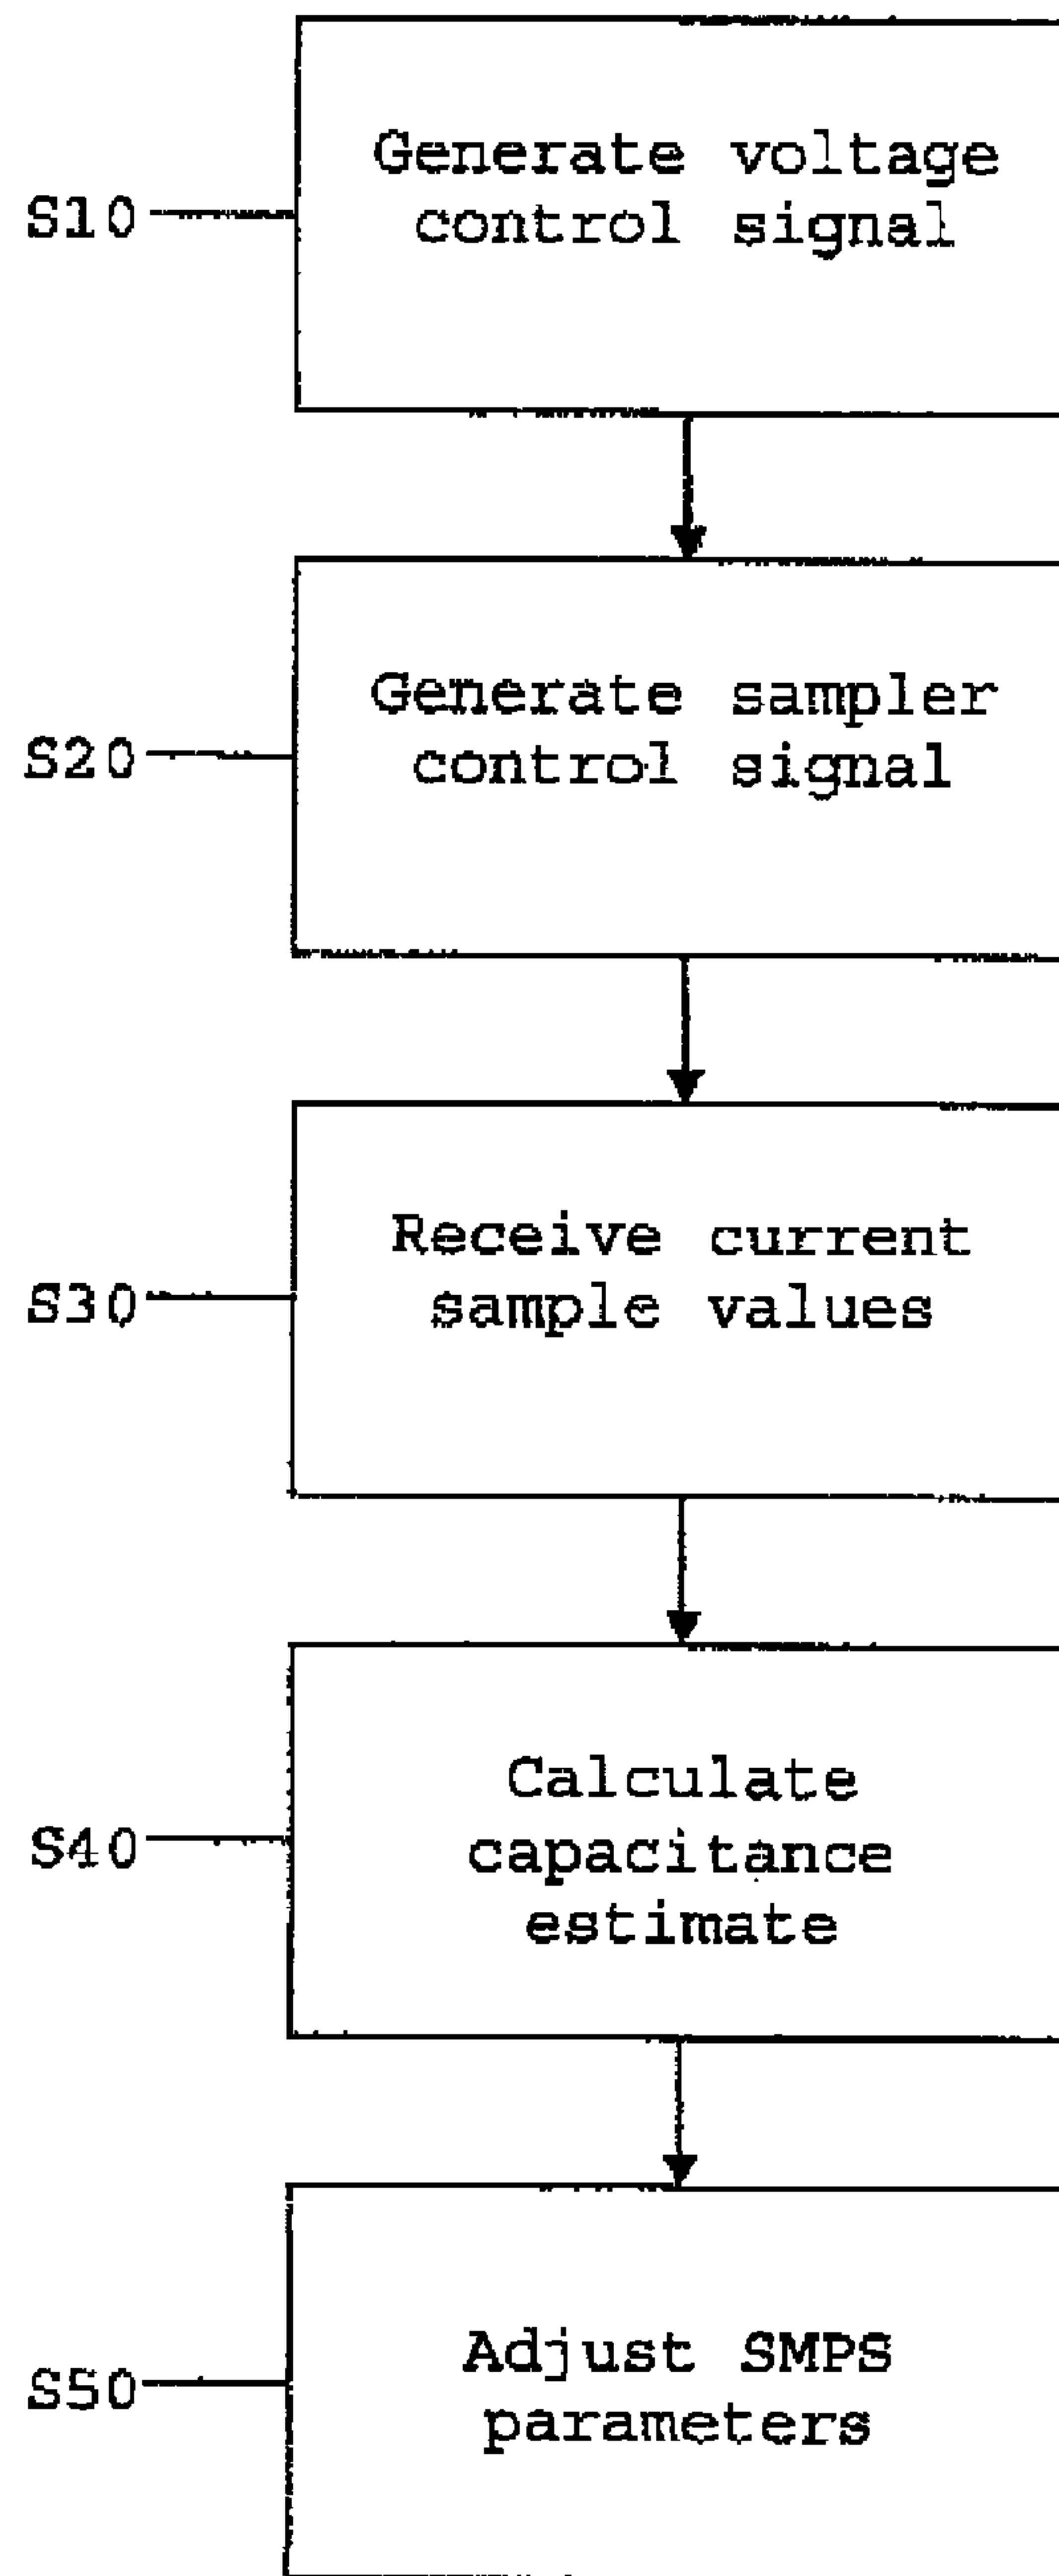 Generate voltage
control signal
S10
Generate sampler
control signal
S20
Receive current
sample values
S30
Calculate
capacitance
estimate
S40
Adjust SMPS
parameters
S50